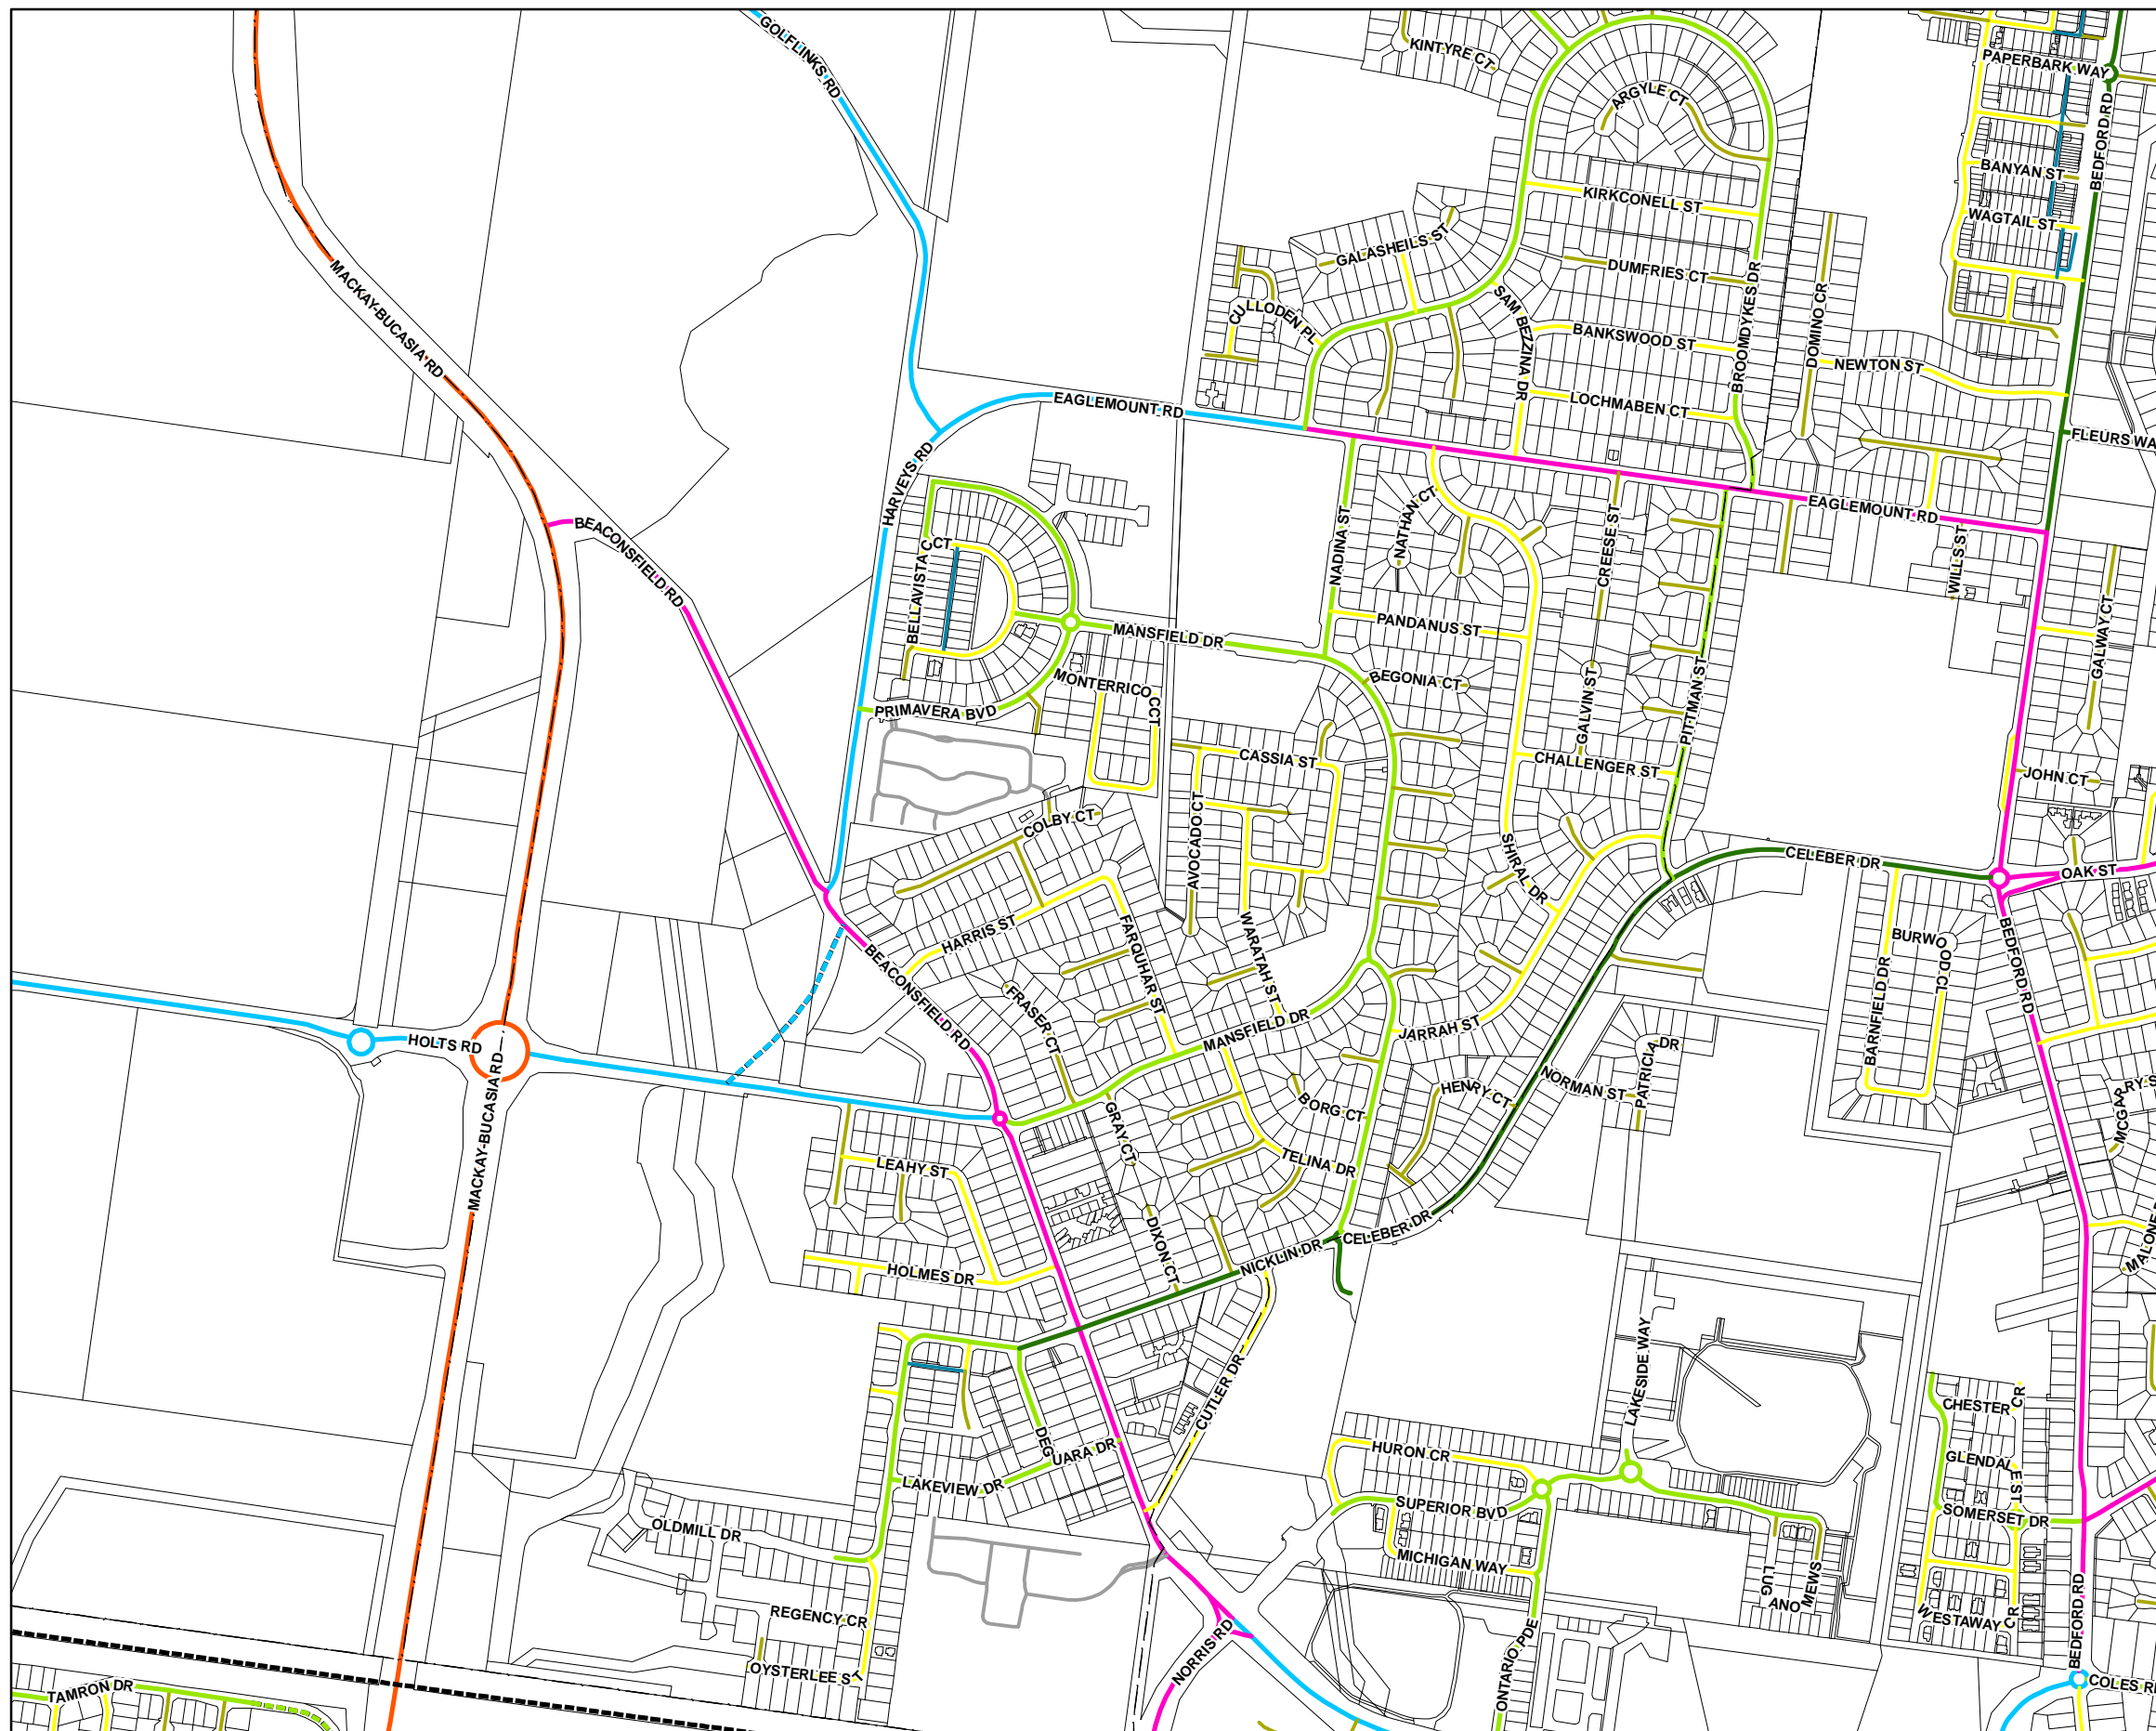 GOLFLINKS RD
KINTYRE CT
ARGYLE CT
PAPERBARK WAY
BEDFORD RD
BANYAN ST
WAGTAIL ST
KIRKCONELL ST
GALASHEILS ST
DUMFRIES CT
MACKAY-BUCASIA RD
CULLODEN PL
SAM BEZZINA DR
BROOMDYKES DR
DOMINO CR
BANKSWOOD ST
NEWTON ST
EAGLEMOUNT RD
LOCHMABEN CT
FLEURS WA
HARVEYS RD
NATHAN CT
EAGLEMOUNT RD
BEACONSFIELD RD
NADINA ST
CREESE ST
WILLS ST
BELLAVISTA CCT
PANDANUS ST
MANSFIELD DR
GALWAY CT
MONTERRICO CCT
BEGONIA CT
GALVIN ST
PITTMAN ST
PRIMAVERA BVD
CASSIA ST
CHALLENGER ST
JOHN CT
COLBY CT
AVOCADO CT
SHIRAL DR
CELEBER DR
OAK ST
HARRIS ST
FARQUHAR ST
WARATAH ST
BURWOOD CL
BARNFIELD DR
BEDFORD RD
BEACONSFIELD RD
FRASER CT
MANSFIELD DR
JARRAH ST
PATRICIA DR
HOLTS RD
NORMAN ST
HENRY CT
BORG CT
GRAY CT
MCGARRY S
MACKAY-BUCASIA RD
LEAHY ST
TELINA DR
DIXON CT
CELEBER DR
NICKLIN DR
MALONE
HOLMES DR
CUTLER DR
LAKESIDE WAY
CHESTER CR
DEGUARA DR
HURON CR
GLENDALE ST
LAKEVIEW DR
SUPERIOR BVD
SOMERSET DR
OLDMILL DR
MICHIGAN WAY
LUGANO MEWS
REGENCY CR
WESTAWAY CR
BEDFORD RD
NORRIS RD
ONTARIO PDE
OYSTERLEE ST
TAMRON DR
COLES R